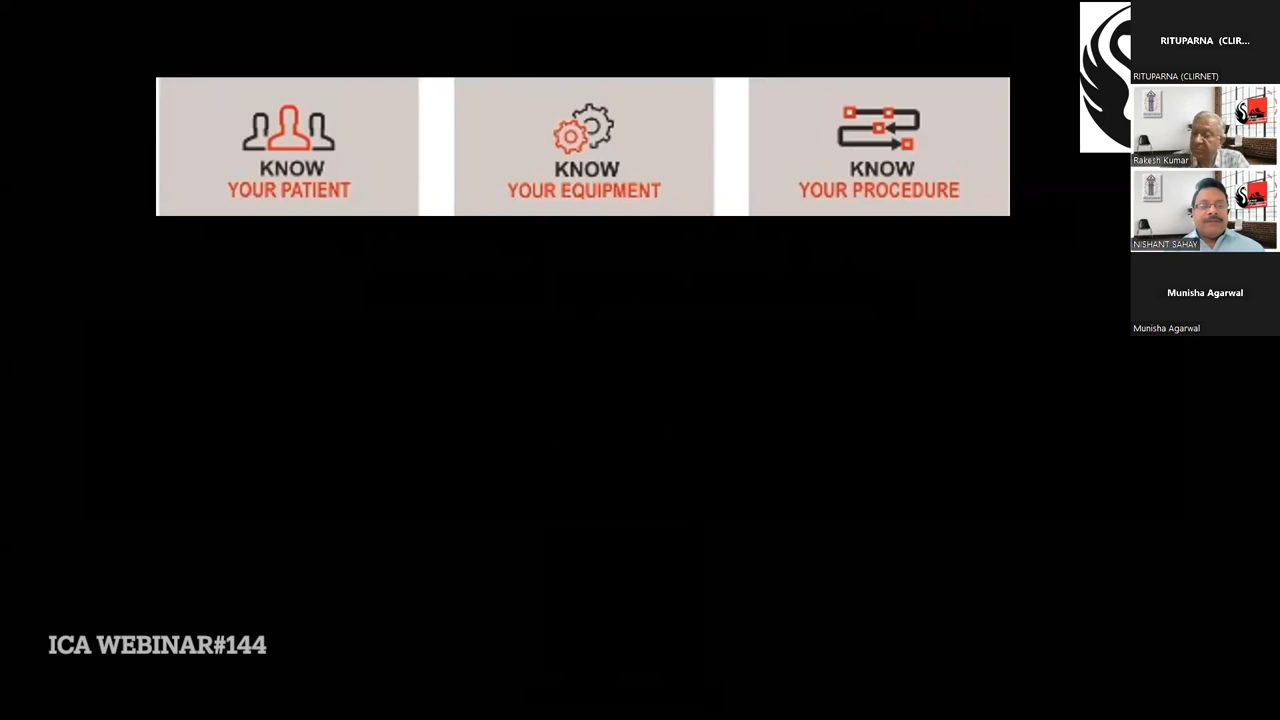 KNOW
YOUR PATIENT
KNOW
YOUR EQUIPMENT
KNOW
YOUR PROCEDURE
RITUPARNA (CLIR...
RITUPARNA (CLIRNET)
Rakesh Kumar
NISHANT SAHAY
Munisha Agarwal
Munisha Agarwal
ICA WEBINAR#144